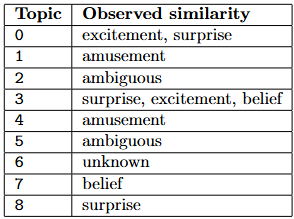 Topic Observed similarity
0 excitement, surprise
1 amusement
2 ambiguous
3 surprise, excitement, belief
4 amusement
5 ambiguous
6 unknown
7 belief
8 surprise